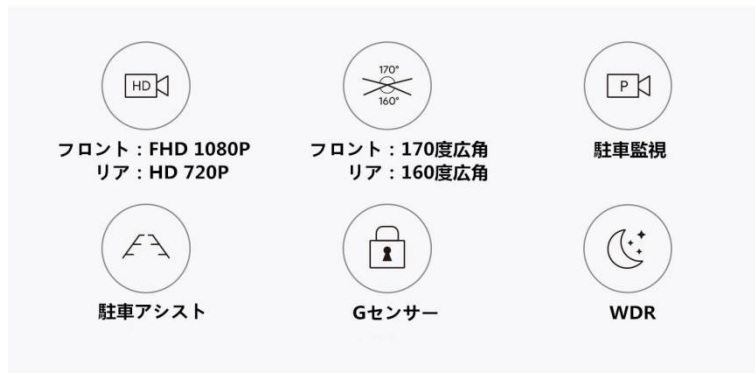 HD
170°
160°
P
フロント：FHD 1080P
リア：HD 720P
フロント：170度広角
リア：160度広角
駐車監視
駐車アシスト
Gセンサー
WDR